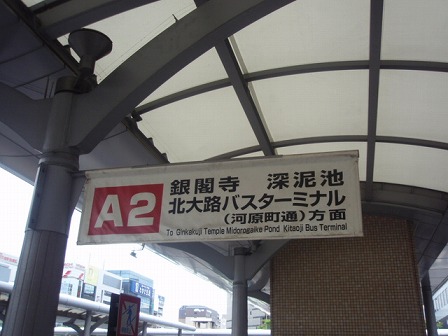 A2
銀閣寺 深泥池
北大路バスターミナル
(河原町通)方面
To Ginkakuji Temple Midorogaike Pond Kitaoji Bus Terminal